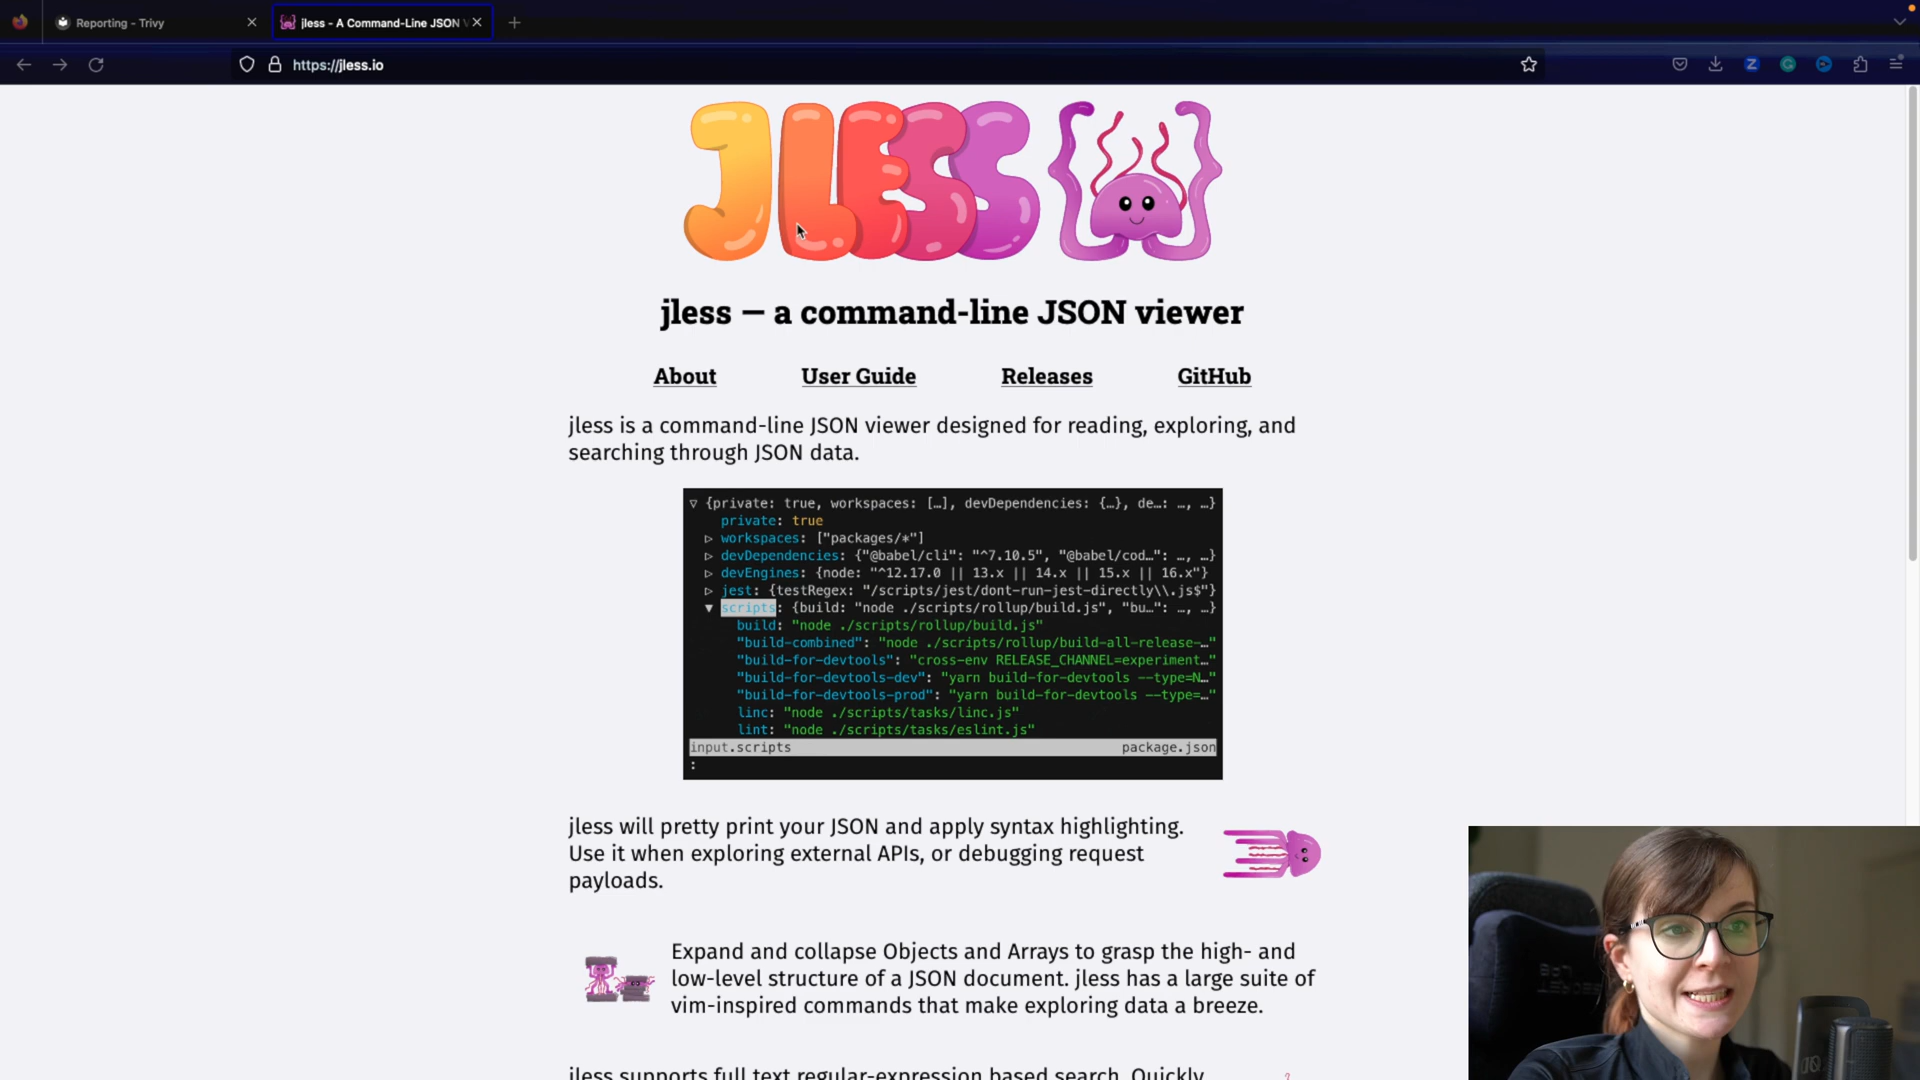 Reporting - Trivy
jless - A Command-Line JSON V
https://jless.io
JLESS
jless — a command-line JSON viewer
About User Guide Releases GitHub
jless is a command-line JSON viewer designed for reading, exploring, and
searching through JSON data.
▽ {private: true, workspaces: […], devDependencies: {…}, de…: …, …}
private: true
▷ workspaces: ["packages/*"]
▷ devDependencies: {"@babel/cli": "^7.10.5", "@babel/cod…": …, …}
▷ devEngines: {node: "^12.17.0 || 13.x || 14.x || 15.x || 16.x"}
▷ jest: {testRegex: "/scripts/jest/dont-run-jest-directly\\.js$"}
▼ scripts: {build: "node ./scripts/rollup/build.js", "bu…": …, …}
build: "node ./scripts/rollup/build.js"
"build-combined": "node ./scripts/rollup/build-all-release-…"
"build-for-devtools": "cross-env RELEASE_CHANNEL=experiment…"
"build-for-devtools-dev": "yarn build-for-devtools --type=N…"
"build-for-devtools-prod": "yarn build-for-devtools --type=…"
linc: "node ./scripts/tasks/linc.js"
lint: "node ./scripts/tasks/eslint.js"
input.scripts package.json
:
jless will pretty print your JSON and apply syntax highlighting.
Use it when exploring external APIs, or debugging request
payloads.
Expand and collapse Objects and Arrays to grasp the high- and
low-level structure of a JSON document. jless has a large suite of
vim-inspired commands that make exploring data a breeze.
jless supports full text regular-expression based search. Quickly